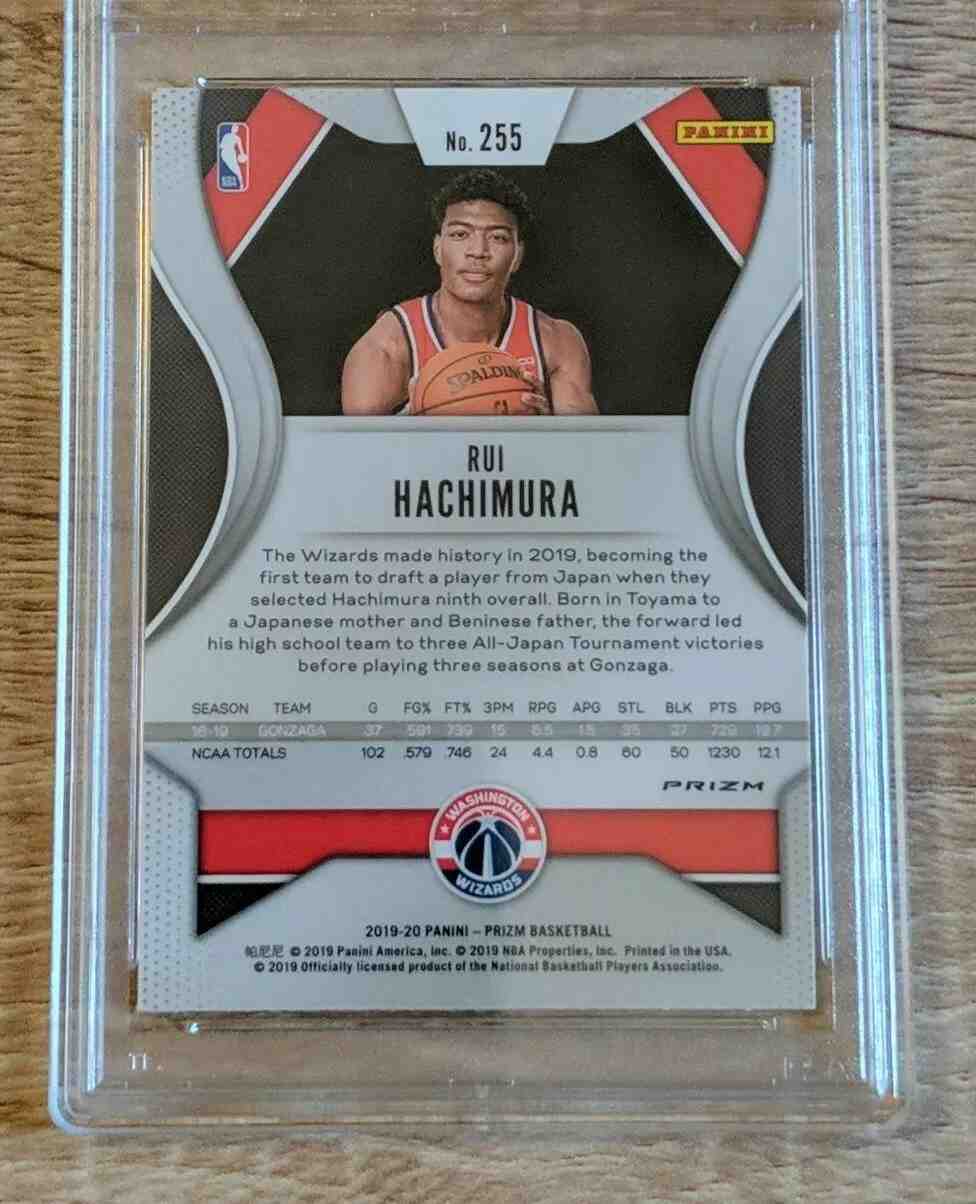 No. 255
NBA
PANINI
SPALDING
RUI
HACHIMURA
The Wizards made history in 2019, becoming the
first team to draft a player from Japan when they
selected Hachimura ninth overall. Born in Toyama to
a Japanese mother and Beninese father, the forward led
his high school team to three All-Japan Tournament victories
before playing three seasons at Gonzaga.
SEASON TEAM G FG% FT% 3PM RPG APG STL BLK PTS PPG
18-19 GONZAGA 37 .591 .739 15 6.5 1.5 35 27 729 19.7
NCAA TOTALS 102 .579 .746 24 4.4 0.8 60 50 1230 12.1
PRIZM
WASHINGTON
WIZARDS
2019-20 PANINI – PRIZM BASKETBALL
帕尼尼 © 2019 Panini America, Inc. © 2019 NBA Properties, Inc. Printed in the USA.
© 2019 Officially licensed product of the National Basketball Players Association.